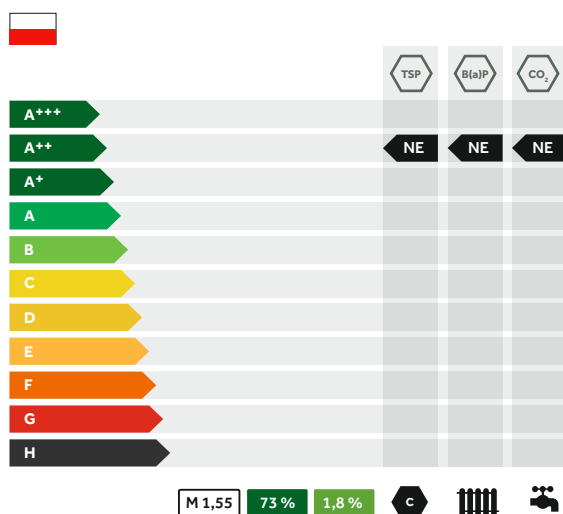 TSP B(a)P CO₂
A+++
A++ NE NE NE
A+
A
B
C
D
E
F
G
H
M 1,55 73 % 1,8 % C